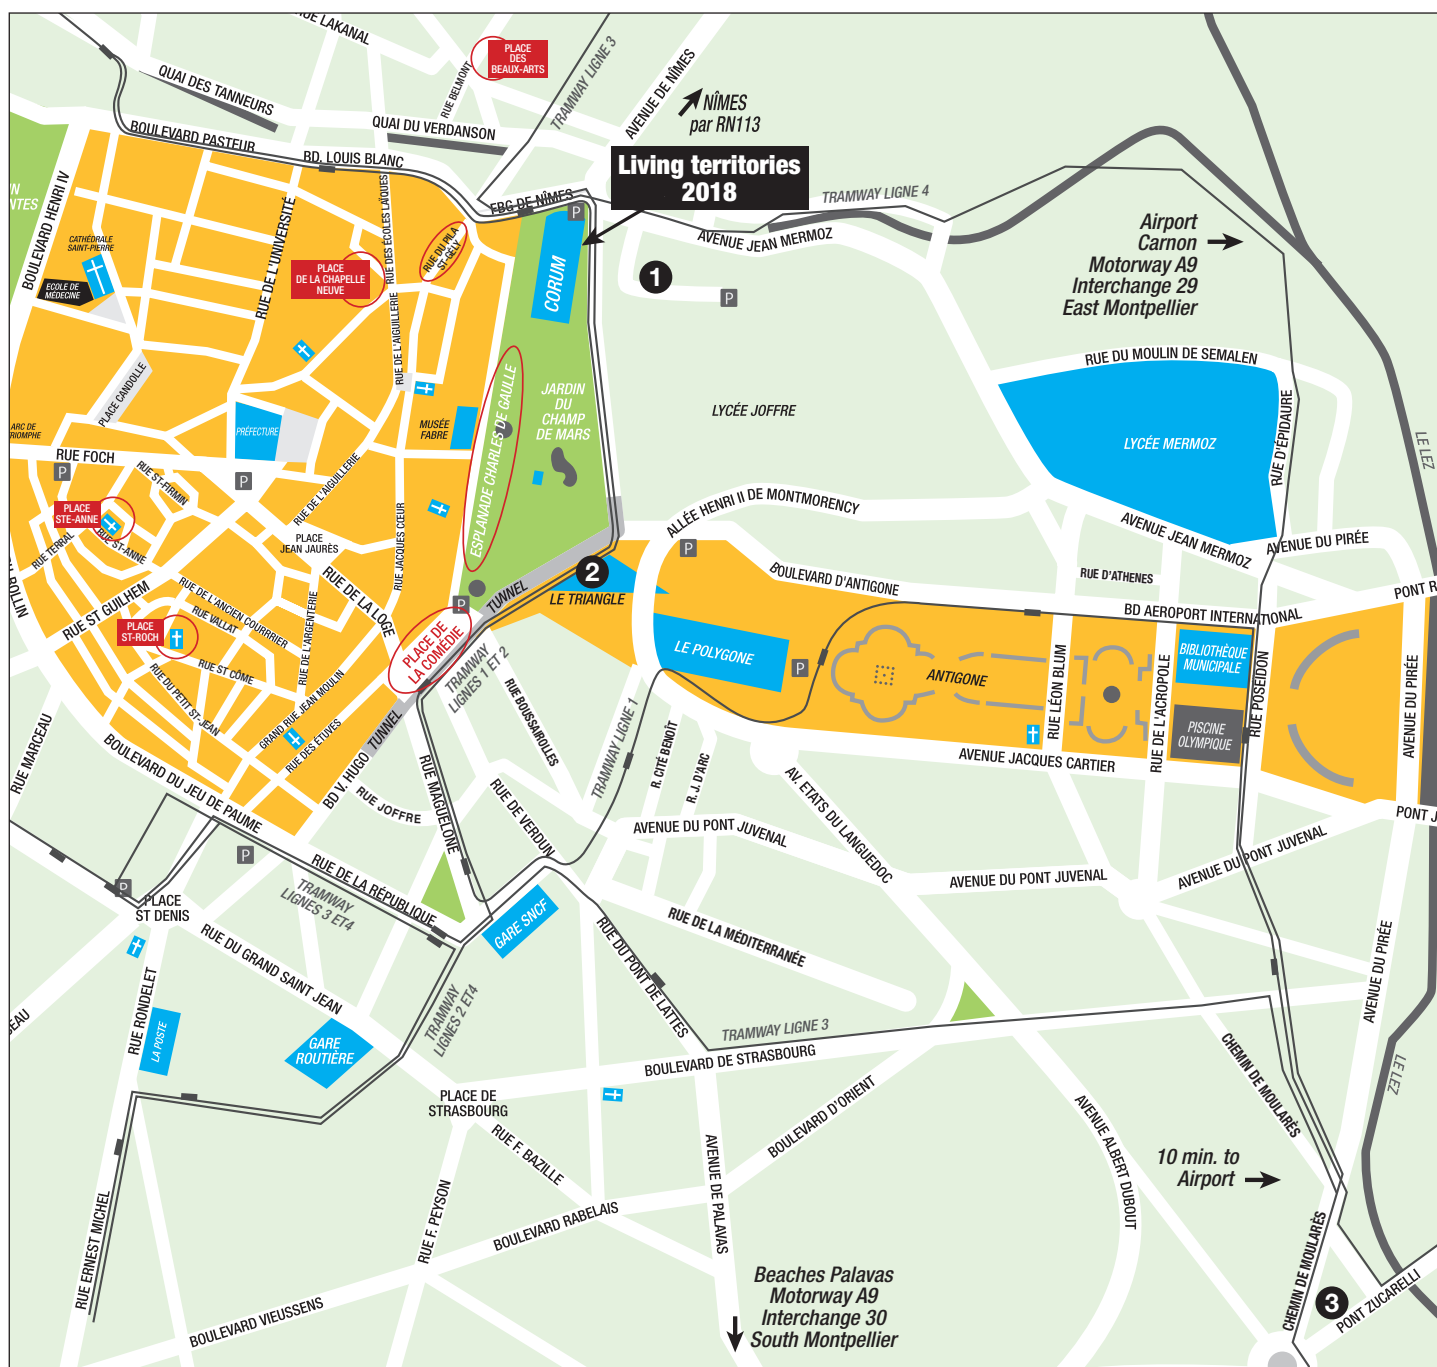 RUE LAKANAL
PLACE
DES
BEAUX-ARTS
QUAI DES TANNEURS
RUE BELMONT
TRAMWAY LIGNE 3
AVENUE DE NÎMES
NÎMES
par RN113
QUAI DU VERDANSON
BOULEVARD PASTEUR
BD. LOUIS BLANC
Living territories
2018
FBG DE NÎMES
P
TRAMWAY LIGNE 4
AVENUE JEAN MERMOZ
NTES
BOULEVARD HENRI IV
CATHÉDRALE
SAINT-PIERRE
ECOLE DE
MÉDECINE
RUE DE L'UNIVERSITÉ
RUE DES ÉCOLES LAÏQUES
RUE DU PILA
ST-GÉLY
PLACE
DE LA CHAPELLE
NEUVE
CORUM
1
P
Airport
Carnon
Motorway A9
Interchange 29
East Montpellier
RUE DU MOULIN DE SEMALEN
RUE DE L'AIGUILLERIE
PLACE CANDOLLE
ESPLANADE CHARLES DE GAULLE
JARDIN
DU
CHAMP
DE MARS
LYCÉE JOFFRE
LYCÉE MERMOZ
RUE D'ÉPIDAURE
LE LEZ
PRÉFECTURE
MUSÉE
FABRE
ARC DE
RIOMPHE
RUE FOCH
P
P
RUE ST-FIRMIN
RUE DE L'AIGUILLERIE
PLACE
STE-ANNE
RUE TERRAL
RUE ST-ANNE
PLACE
JEAN JAURÈS
RUE JACQUES CŒUR
ALLÉE HENRI II DE MONTMORENCY
P
AVENUE JEAN MERMOZ
AVENUE DU PIRÉE
ROLLIN
RUE ST GUILHEM
RUE DE L'ANCIEN COURRRIER
RUE VALLAT
RUE DE L'ARGENTERIE
RUE DE LA LOGE
P
TUNNEL
2
LE TRIANGLE
BOULEVARD D'ANTIGONE
RUE D'ATHENES
BD AEROPORT INTERNATIONAL
PONT R
PLACE
ST-ROCH
RUE ST CÔME
PLACE DE
LA COMÉDIE
TRAMWAY
LIGNES 1 ET 2
LE POLYGONE
P
ANTIGONE
RUE LÉON BLUM
RUE DE L'ACROPOLE
BIBLIOTHÈQUE
MUNICIPALE
RUE POSEIDON
AVENUE DU PIRÉE
PISCINE
OLYMPIQUE
RUE DU PETIT ST-JEAN
GRAND RUE JEAN MOULIN
RUE DES ÉTUVES
TUNNEL
RUE BOUSSAIROLLES
TRAMWAY LIGNE 1
R. CITÉ BENOÎT
R. J. D'ARC
AVENUE JACQUES CARTIER
RUE MARCEAU
BOULEVARD DU JEU DE PAUME
BD V. HUGO
RUE JOFFRE
RUE MAGUELONE
RUE DE VERDUN
AVENUE DU PONT JUVENAL
AV. ETATS DU LANGUEDOC
AVENUE DU PONT JUVENAL
AVENUE DU PONT JUVENAL
PONT J
P
P
PLACE
ST DENIS
RUE DE LA RÉPUBLIQUE
TRAMWAY
LIGNES 3 ET4
GARE SNCF
RUE DE LA MÉDITERRANÉE
RUE DU GRAND SAINT JEAN
RUE DU PONT DE LATTES
AVENUE DU PIRÉE
EAU
RUE RONDELET
LA POSTE
GARE
ROUTIÈRE
TRAMWAY
LIGNES 2 ET4
TRAMWAY LIGNE 3
BOULEVARD DE STRASBOURG
CHEMIN DE MOULARÈS
LE LEZ
PLACE DE
STRASBOURG
RUE F. BAZILLE
BOULEVARD D'ORIENT
AVENUE ALBERT DUBOUT
AVENUE DE PALAVAS
10 min. to
Airport
RUE ERNEST MICHEL
RUE F. PEYSON
BOULEVARD RABELAIS
BOULEVARD VIEUSSENS
Beaches Palavas
Motorway A9
Interchange 30
South Montpellier
CHEMIN DE MOULARÈS
3
PONT ZUCARELLI